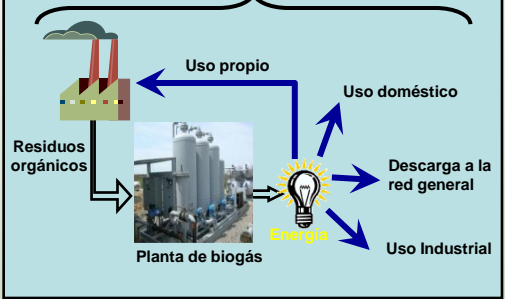 Uso propio
Uso doméstico
Residuos
orgánicos
Descarga a la
red general
Energía
Uso Industrial
Planta de biogás